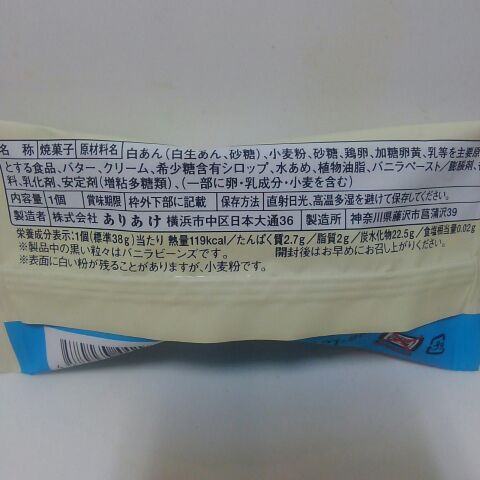 名 称 焼菓子 原材料名 白あん(白生あん、砂糖)、小麦粉、砂糖、鶏卵、加糖卵黄、乳等を主要原
とする食品、バター、クリーム、希少糖含有シロップ、水あめ、植物油脂、バニラペースト/膨脹剤、
料、乳化剤、安定剤(増粘多糖類)、(一部に卵・乳成分・小麦を含む)
内容量 1個 賞味期限 枠外下部に記載 保存方法 直射日光、高温多湿を避けて保存してください。
製造者 株式会社 ありあけ 横浜市中区日本大通36 製造所 神奈川県藤沢市菖蒲沢39
栄養成分表示:1個(標準38g)当たり 熱量119kcal/たんぱく質2.7g/脂質2g/炭水化物22.5g/食塩相当量0.02g
※製品中の黒い粒々はバニラビーンズです。 開封後はお早めにお召し上がりください。
※表面に白い粉が残ることがありますが、小麦粉です。